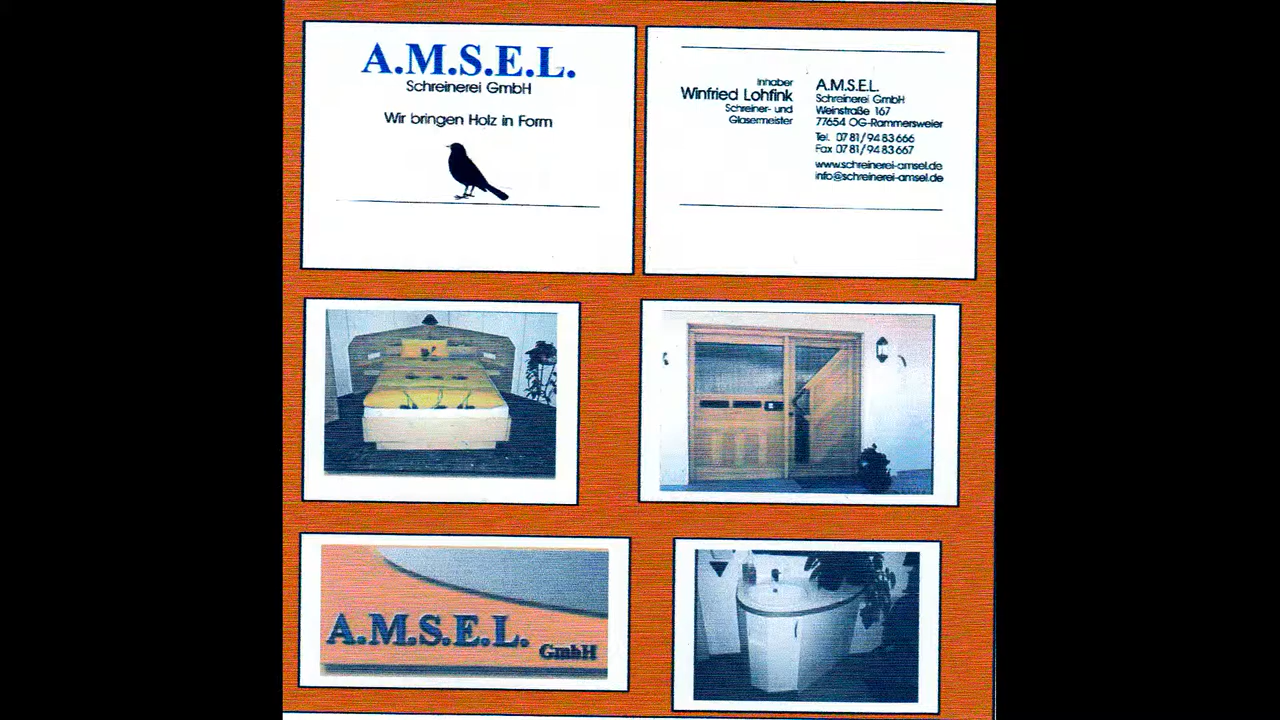 A.M.S.E.L.
Schreinerei GmbH
Wir bringen Holz in Form
Inhaber
Winfried Lohfink
Schreiner- und
Glasermeister
A.M.S.E.L.
Schreinerei GmbH
Weinstraße 167
77654 OG-Rammersweier
Tel. 07 81/94 83 666
Fax 07 81/94 83 667
www.schreinerei-amsel.de
info@schreinerei-amsel.de
A.M.S.E.L.
GmbH